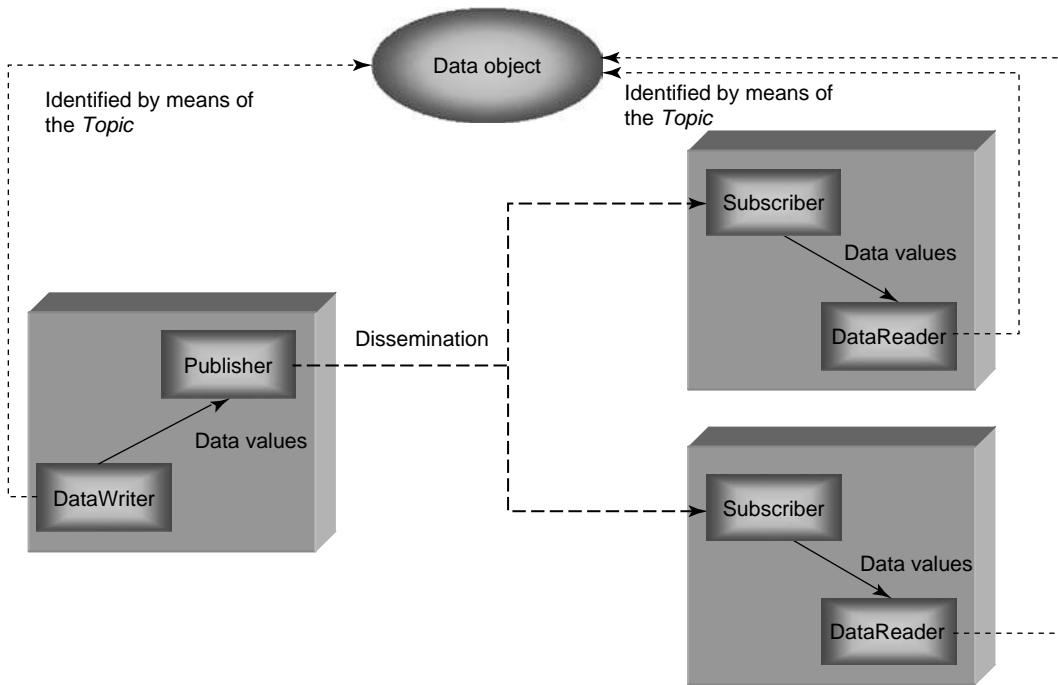 Data object
Identified by means of
the Topic
Identified by means of
the Topic
Subscriber
Data values
DataReader
Publisher
Dissemination
Data values
DataWriter
Subscriber
Data values
DataReader